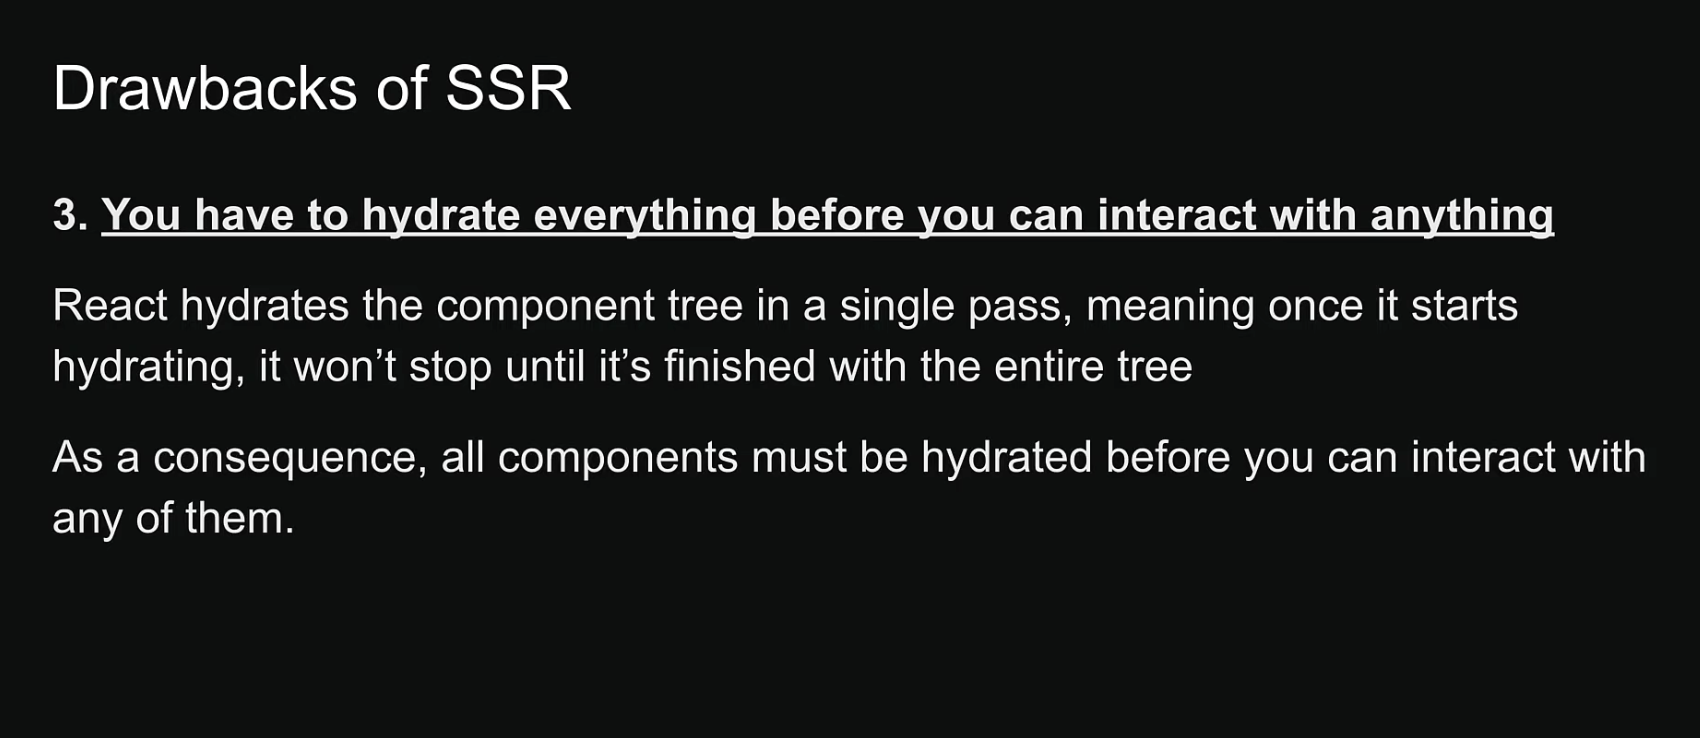 Drawbacks of SSR
3. You have to hydrate everything before you can interact with anything
React hydrates the component tree in a single pass, meaning once it starts
hydrating, it won’t stop until it’s finished with the entire tree
As a consequence, all components must be hydrated before you can interact with
any of them.